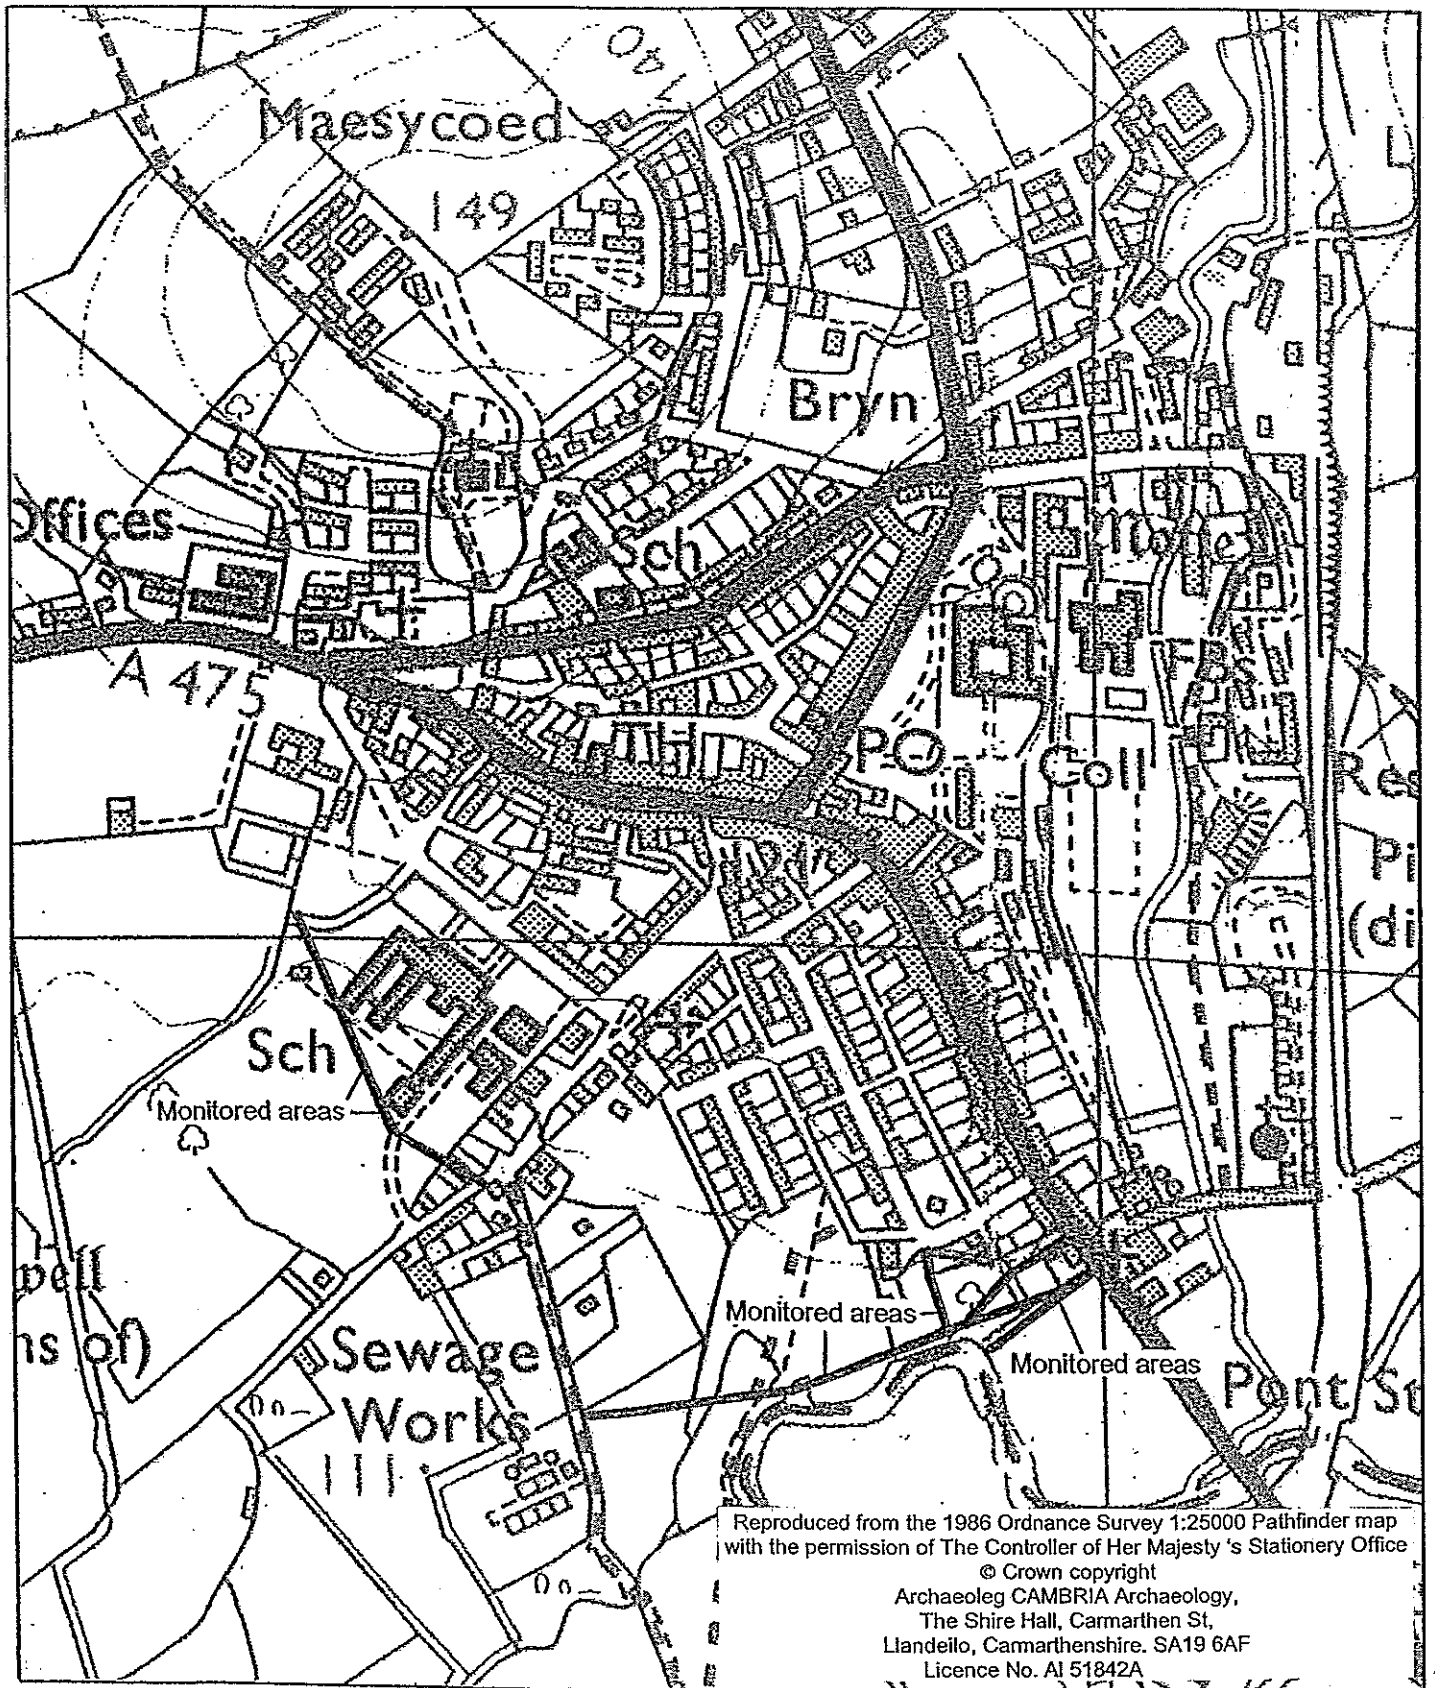 140
Maesycoed
149
Bryn
Offices
Sch
A 475
TH
PO
Coll
FB
Sch
Monitored areas
Sewage
Works
111
Monitored areas
Monitored areas
Reproduced from the 1986 Ordnance Survey 1:25000 Pathfinder map
with the permission of The Controller of Her Majesty 's Stationery Office
© Crown copyright
Archaeoleg CAMBRIA Archaeology,
The Shire Hall, Carmarthen St,
Llandeilo, Carmarthenshire. SA19 6AF
Licence No. AI 51842A